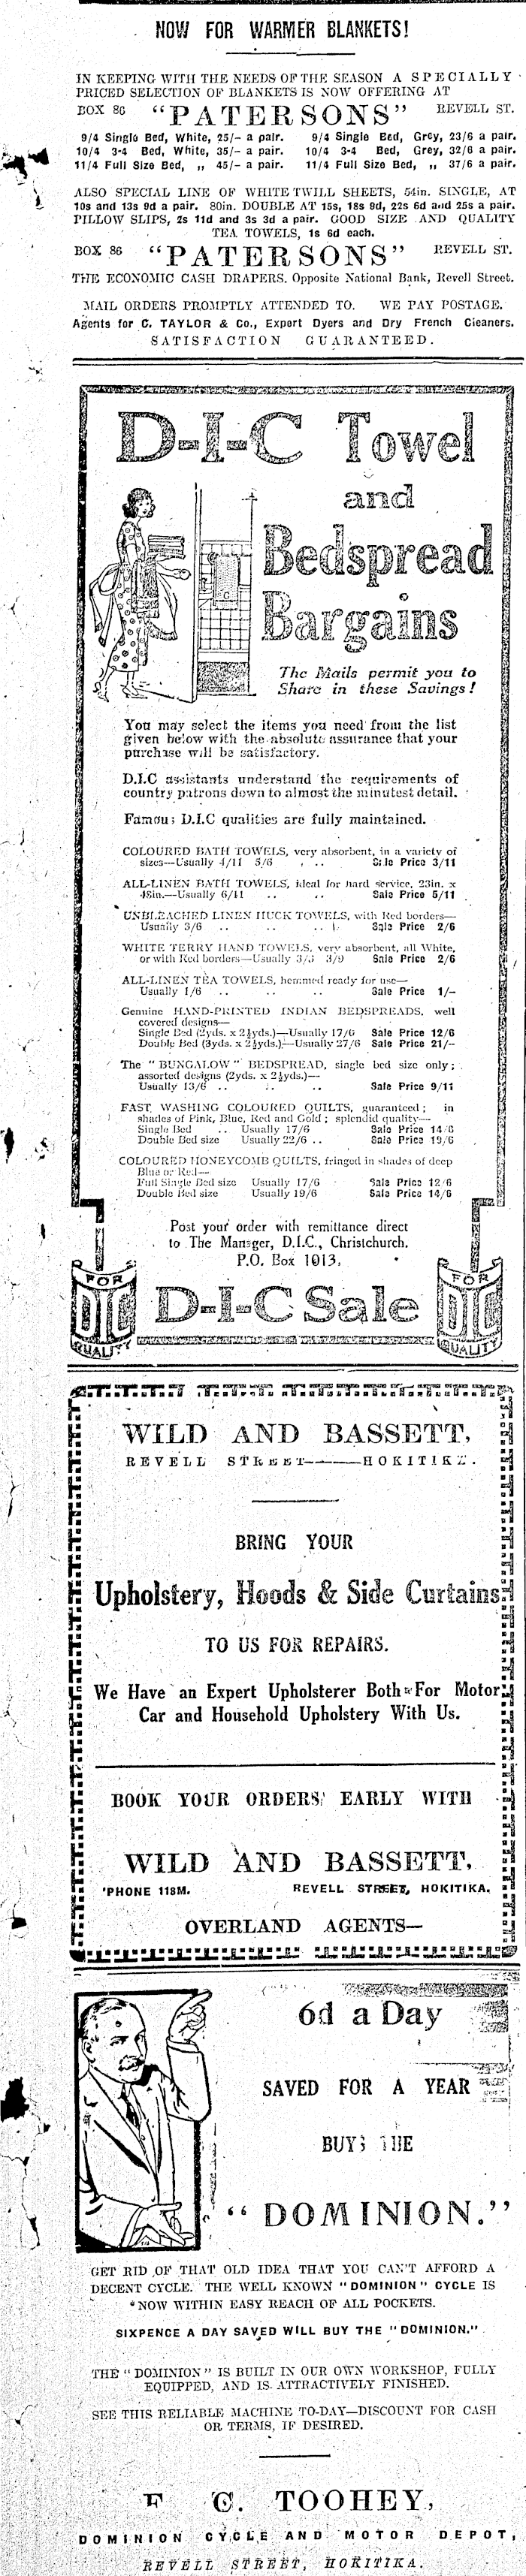 NOW FOR WARMER BLANKETS!
IN KEEPING WITH THE NEEDS OF THE SEASON A SPECIALLY
PRICED SELECTION OF BLANKETS IS NOW OFFERING AT
BOX 86 "PATERSONS" REVELL ST.
9/4 Single Bed, White, 25/- a pair. 9/4 Single Bed, Grey, 23/6 a pair.
10/4 3-4 Bed, White, 35/- a pair. 10/4 3-4 Bed, Grey, 32/6 a pair.
11/4 Full Size Bed, ,, 45/- a pair. 11/4 Full Size Bed, ,, 37/6 a pair.
ALSO SPECIAL LINE OF WHITE TWILL SHEETS, 54in. SINGLE, AT
10s and 13s 9d a pair. 80in. DOUBLE AT 15s, 18s 9d, 22s 6d and 25s a pair.
PILLOW SLIPS, 2s 11d and 3s 3d a pair. GOOD SIZE AND QUALITY
TEA TOWELS, 1s 6d each.
BOX 86 "PATERSONS" REVELL ST.
THE ECONOMIC CASH DRAPERS. Opposite National Bank, Revell Street.
MAIL ORDERS PROMPTLY ATTENDED TO. WE PAY POSTAGE.
Agents for C. TAYLOR & Co., Expert Dyers and Dry French Cleaners.
SATISFACTION GUARANTEED.
D-I-C Towel
and
Bedspread
Bargains
The Mails permit you to
Share in these Savings!
You may select the items you need from the list
given below with the absolute assurance that your
purchase will be satisfactory.
D.I.C assistants understand the requirements of
country patrons down to almost the minutest detail.
Famous D.I.C qualities are fully maintained.
COLOURED BATH TOWELS, very absorbent, in a variety of
sizes—Usually 4/11 5/6 .. Sale Price 3/11
ALL-LINEN BATH TOWELS, ideal for hard service, 23in. x
48in.—Usually 6/11 .. .. Sale Price 5/11
UNBLEACHED LINEN HUCK TOWELS, with Red borders—
Usually 3/6 .. .. .. Sale Price 2/6
WHITE TERRY HAND TOWELS, very absorbent, all White,
or with Red borders—Usually 3/3 3/9 Sale Price 2/6
ALL-LINEN TEA TOWELS, hemmed ready for use—
Usually 1/6 .. .. .. Sale Price 1/-
Genuine HAND-PRINTED INDIAN BEDSPREADS, well
covered designs—
Single Bed (2yds. x 2½yds.)—Usually 17/6 Sale Price 12/6
Double Bed (3yds. x 2½yds.)—Usually 27/6 Sale Price 21/-
The "BUNGALOW" BEDSPREAD, single bed size only;
assorted designs (2yds. x 2½yds.)—
Usually 13/6 .. .. .. Sale Price 9/11
FAST WASHING COLOURED QUILTS, guaranteed; in
shades of Pink, Blue, Red and Gold; splendid quality—
Single Bed .. Usually 17/6 Sale Price 14/6
Double Bed size Usually 22/6 .. Sale Price 19/6
COLOURED HONEYCOMB QUILTS, fringed in shades of deep
Blue or Red—
Full Single Bed size Usually 17/6 Sale Price 12/6
Double Bed size Usually 19/6 Sale Price 14/6
Post your order with remittance direct
to The Manager, D.I.C., Christchurch.
P.O. Box 1013.
FOR DIC QUALITY
D-I-C Sale
FOR DIC QUALITY
WILD AND BASSETT,
REVELL STREET——HOKITIKA.
BRING YOUR
Upholstery, Hoods & Side Curtains
TO US FOR REPAIRS.
We Have an Expert Upholsterer Both For Motor
Car and Household Upholstery With Us.
BOOK YOUR ORDERS EARLY WITH
WILD AND BASSETT,
'PHONE 118M. REVELL STREET, HOKITIKA.
OVERLAND AGENTS—
6d a Day
SAVED FOR A YEAR
BUYS THE
"DOMINION."
GET RID OF THAT OLD IDEA THAT YOU CAN'T AFFORD A
DECENT CYCLE. THE WELL KNOWN "DOMINION" CYCLE IS
NOW WITHIN EASY REACH OF ALL POCKETS.
SIXPENCE A DAY SAVED WILL BUY THE "DOMINION."
THE "DOMINION" IS BUILT IN OUR OWN WORKSHOP, FULLY
EQUIPPED, AND IS ATTRACTIVELY FINISHED.
SEE THIS RELIABLE MACHINE TO-DAY—DISCOUNT FOR CASH
OR TERMS, IF DESIRED.
C. TOOHEY,
DOMINION CYCLE AND MOTOR DEPOT,
REVELL STREET, HOKITIKA.